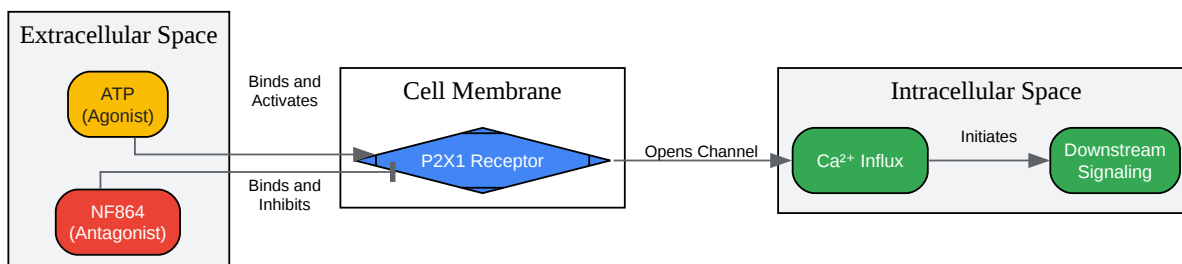 Extracellular Space
ATP
(Agonist)
NF864
(Antagonist)
Binds and
Activates
Binds and
Inhibits
Cell Membrane
P2X1 Receptor
Opens Channel
Intracellular Space
Ca²⁺ Influx
Initiates
Downstream
Signaling